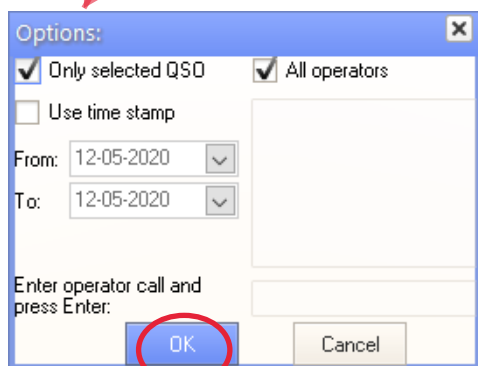 Options:
Only selected QSO
All operators
Use time stamp
From: 12-05-2020
To: 12-05-2020
Enter operator call and
press Enter:
OK
Cancel